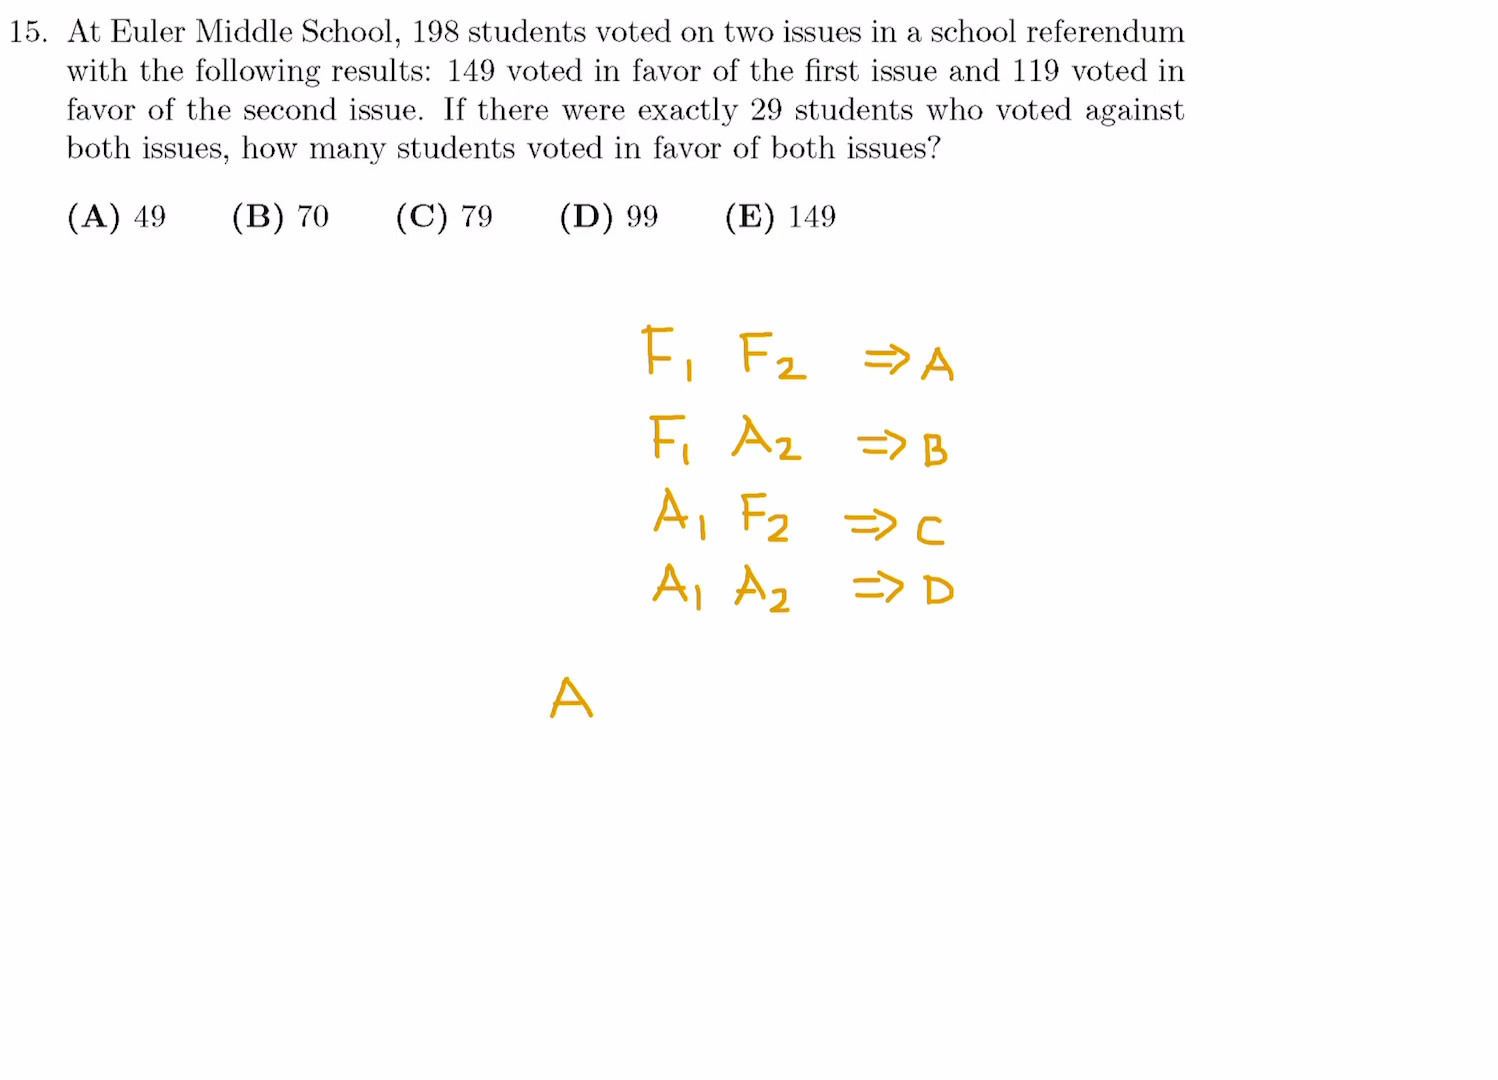 15. At Euler Middle School, 198 students voted on two issues in a school referendum
with the following results: 149 voted in favor of the first issue and 119 voted in
favor of the second issue. If there were exactly 29 students who voted against
both issues, how many students voted in favor of both issues?
(A) 49 (B) 70 (C) 79 (D) 99 (E) 149
F₁ F₂ ⇒ A
F₁ A₂ ⇒ B
A₁ F₂ ⇒ C
A₁ A₂ ⇒ D
A